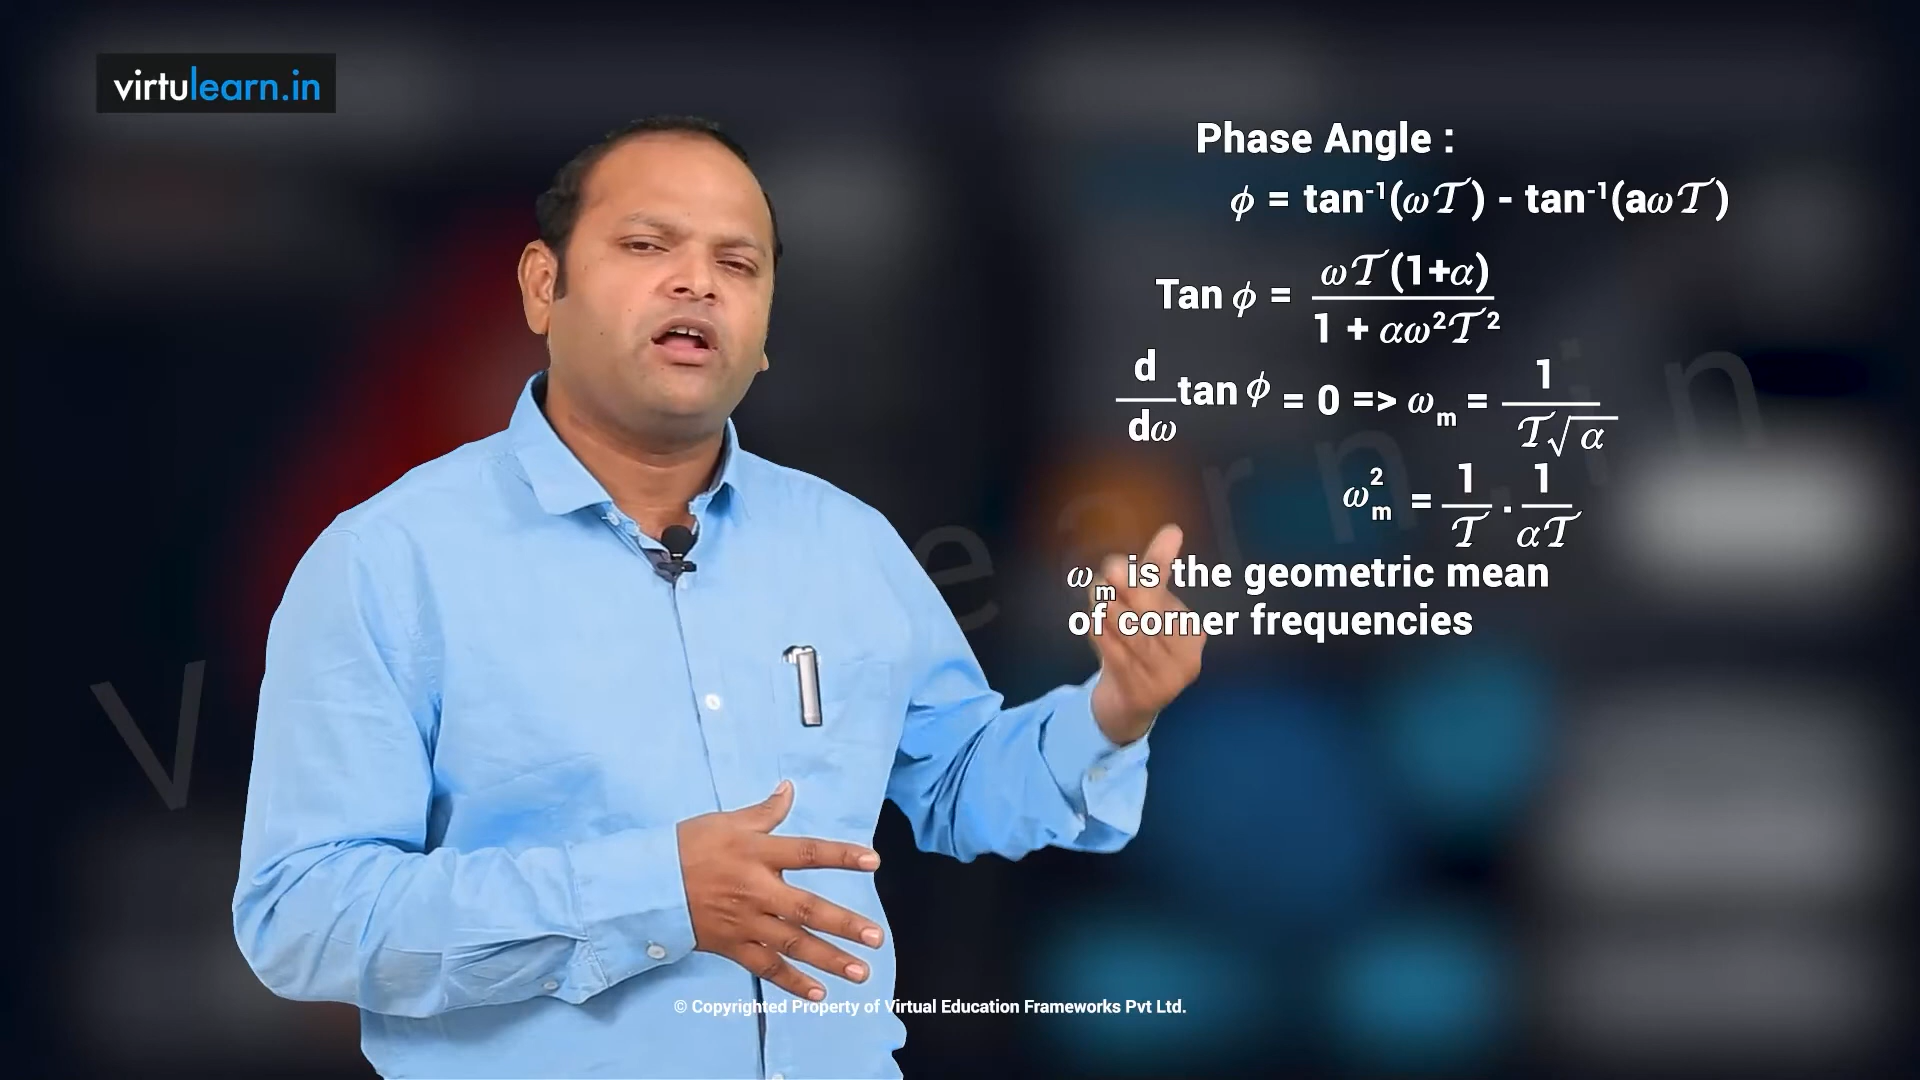 virtulearn.in
Phase Angle :
ϕ = tan⁻¹(ω𝒯) - tan⁻¹(aω𝒯)
Tan ϕ = ω𝒯(1+α) / 1 + αω²𝒯²
d/dω tan ϕ = 0 => ωₘ = 1 / 𝒯√α
ωₘ² = 1/𝒯 . 1/α𝒯
ωₘ is the geometric mean
of corner frequencies
Virtulearn.in
© Copyrighted Property of Virtual Education Frameworks Pvt Ltd.